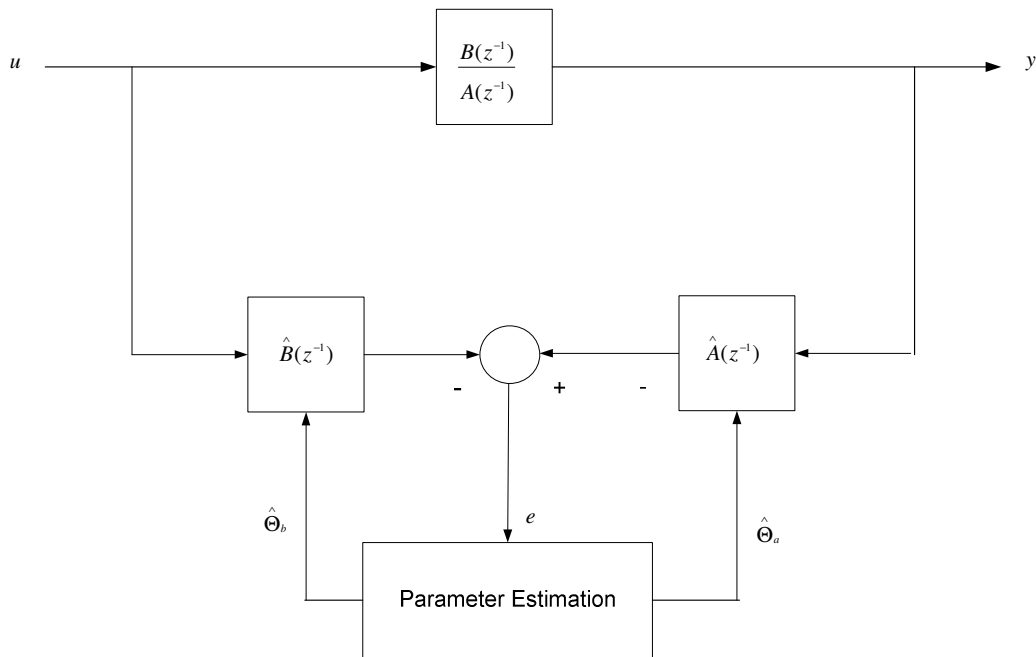 u
B(z⁻¹)
A(z⁻¹)
y
B̂(z⁻¹)
Â(z⁻¹)
- + -
Θ̂b
e
Θ̂a
Parameter Estimation